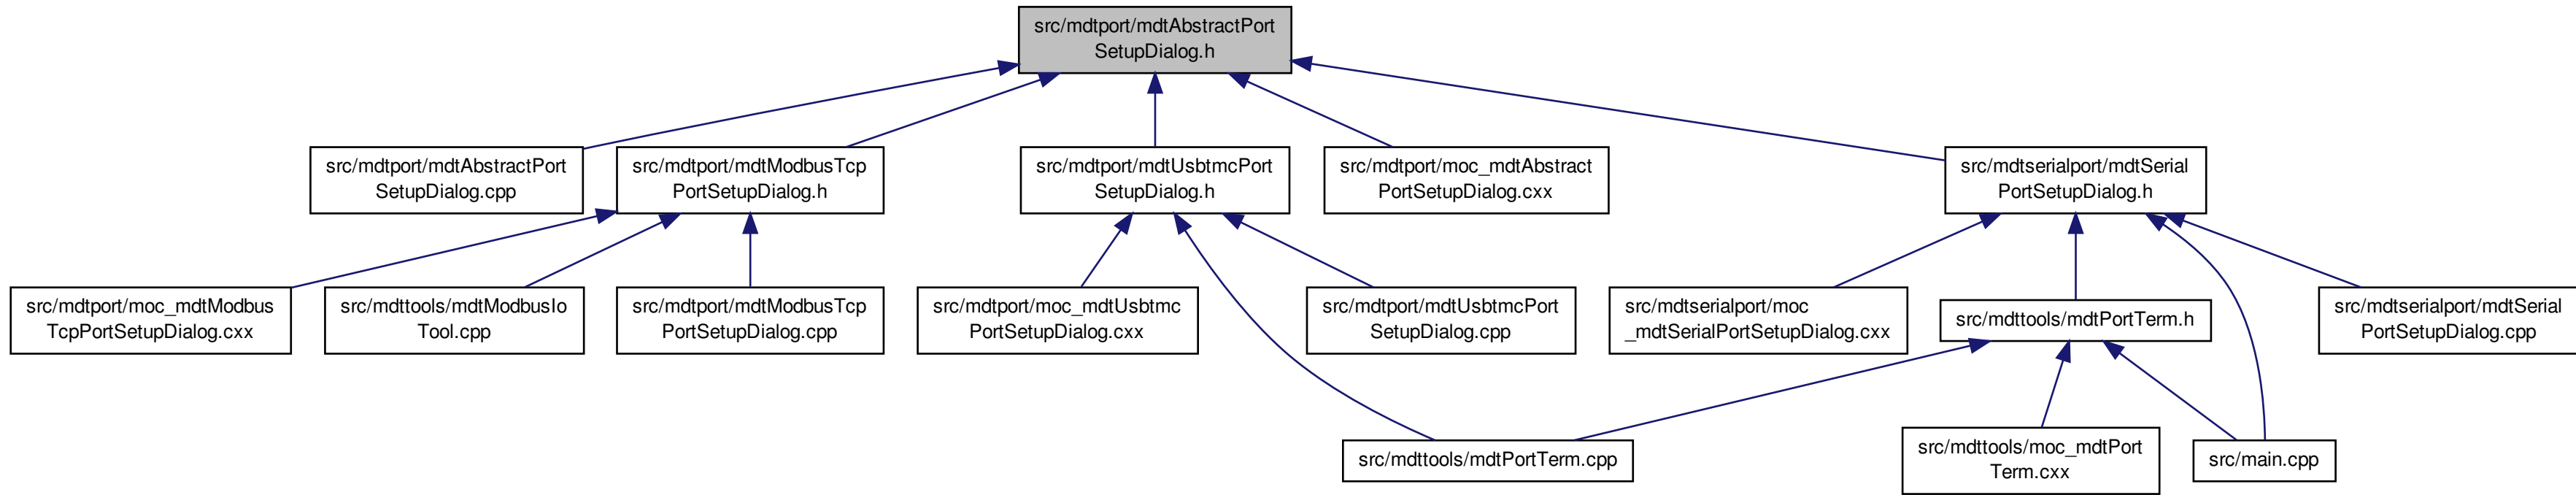 src/mdtport/mdtAbstractPort
SetupDialog.h
src/mdtport/mdtAbstractPort
SetupDialog.cpp
src/mdtport/mdtModbusTcp
PortSetupDialog.h
src/mdtport/mdtUsbtmcPort
SetupDialog.h
src/mdtport/moc_mdtAbstract
PortSetupDialog.cxx
src/mdtserialport/mdtSerial
PortSetupDialog.h
src/mdtport/moc_mdtModbus
TcpPortSetupDialog.cxx
src/mdttools/mdtModbusIo
Tool.cpp
src/mdtport/mdtModbusTcp
PortSetupDialog.cpp
src/mdtport/moc_mdtUsbtmc
PortSetupDialog.cxx
src/mdtport/mdtUsbtmcPort
SetupDialog.cpp
src/mdtserialport/moc
_mdtSerialPortSetupDialog.cxx
src/mdttools/mdtPortTerm.h
src/mdtserialport/mdtSerial
PortSetupDialog.cpp
src/mdttools/mdtPortTerm.cpp
src/mdttools/moc_mdtPort
Term.cxx
src/main.cpp